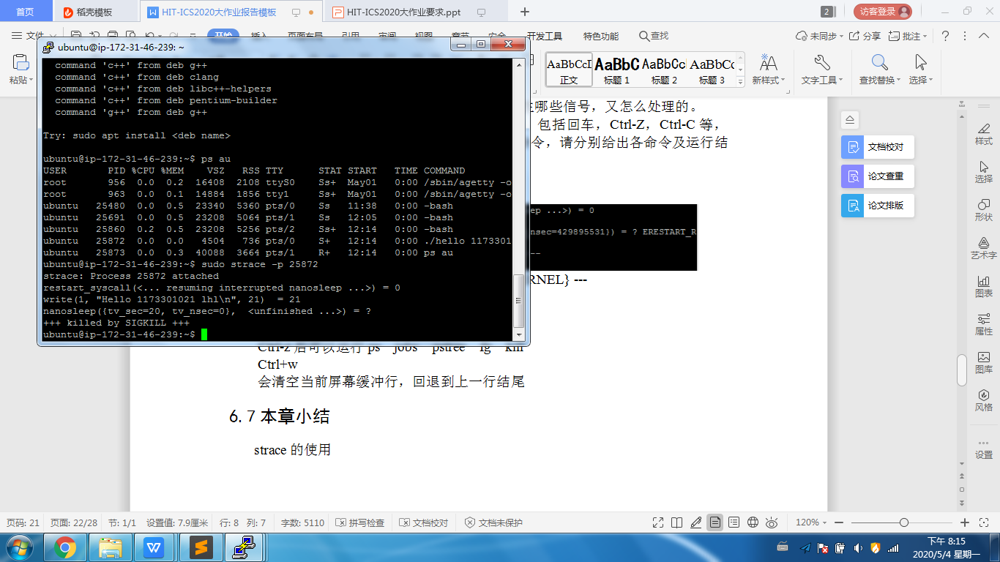 首页 稻壳模板 HIT-ICS2020大作业报告模板 HIT-ICS2020大作业要求.ppt 2 访客登录
文件 开始 插入 页面布局 引用 审阅 视图 章节 安全 开发工具 特色功能 查找 未同步 分享 批注
粘贴 AaBbCcD 正文 AaBbC 标题 1 AaBbCc 标题 2 AaBbC 标题 3 新样式 文字工具 查找替换 选择
ubuntu@ip-172-31-46-239: ~
command 'c++' from deb g++
command 'c++' from deb clang
command 'c++' from deb libc++-helpers
command 'c++' from deb pentium-builder
command 'g++' from deb g++
Try: sudo apt install <deb name>
ubuntu@ip-172-31-46-239:~$ ps au
USER PID %CPU %MEM VSZ RSS TTY STAT START TIME COMMAND
root 956 0.0 0.2 16408 2108 ttyS0 Ss+ May01 0:00 /sbin/agetty -o
root 963 0.0 0.1 14884 1856 tty1 Ss+ May01 0:00 /sbin/agetty -o
ubuntu 25480 0.0 0.5 23340 5360 pts/0 Ss 11:38 0:00 -bash
ubuntu 25691 0.0 0.5 23208 5064 pts/1 Ss 12:05 0:00 -bash
ubuntu 25860 0.2 0.5 23208 5256 pts/2 Ss+ 12:14 0:00 -bash
ubuntu 25872 0.0 0.0 4504 736 pts/0 S+ 12:14 0:00 ./hello 1173301
ubuntu 25873 0.0 0.3 40088 3664 pts/1 R+ 12:14 0:00 ps au
ubuntu@ip-172-31-46-239:~$ sudo strace -p 25872
strace: Process 25872 attached
restart_syscall(<... resuming interrupted nanosleep ...>) = 0
write(1, "Hello 1173301021 lhl\n", 21) = 21
nanosleep({tv_sec=20, tv_nsec=0}, <unfinished ...>) = ?
+++ killed by SIGKILL +++
ubuntu@ip-172-31-46-239:~$
哪些信号，又怎么处理的。
包括回车，Ctrl-Z，Ctrl-C 等，
令，请分别给出各命令及运行结
ep ...>) = 0
nsec=429895531}) = ? ERESTART_R
--
RNEL} ---
Ctrl-z 后可以运行 ps jobs pstree fg kill
Ctrl+w
会清空当前屏幕缓冲行，回退到上一行结尾
6.7 本章小结
strace 的使用
文档校对
论文查重
论文排版
样式
选择
形状
艺术字
图表
属性
图库
风格
设置
页码: 21 页面: 22/28 节: 1/1 设置值: 7.9厘米 行: 8 列: 7 字数: 5110 拼写检查 文档校对 文档未保护 120%
下午 8:15
2020/5/4 星期一